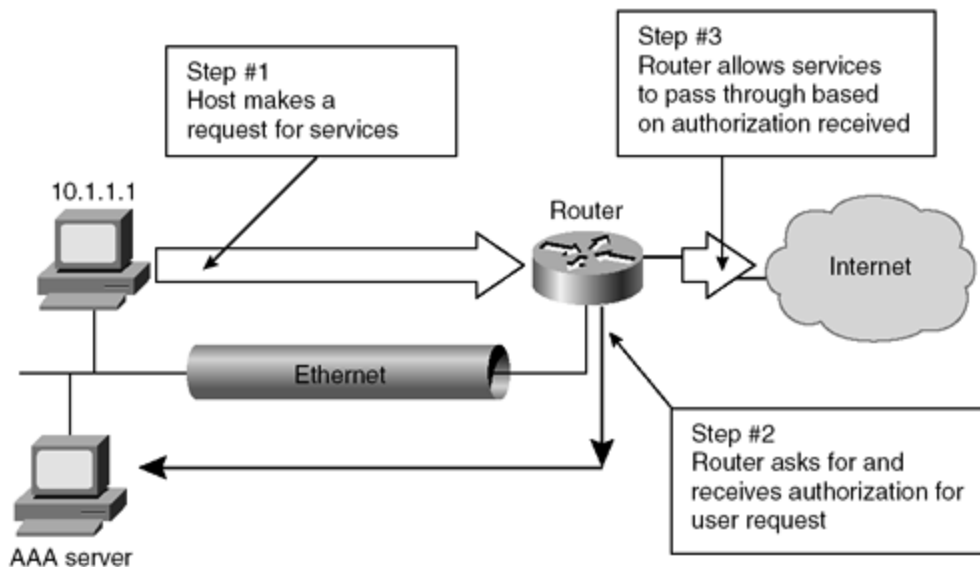 Step #1
Host makes a
request for services
Step #3
Router allows services
to pass through based
on authorization received
10.1.1.1
Router
Internet
Ethernet
Step #2
Router asks for and
receives authorization for
user request
AAA server